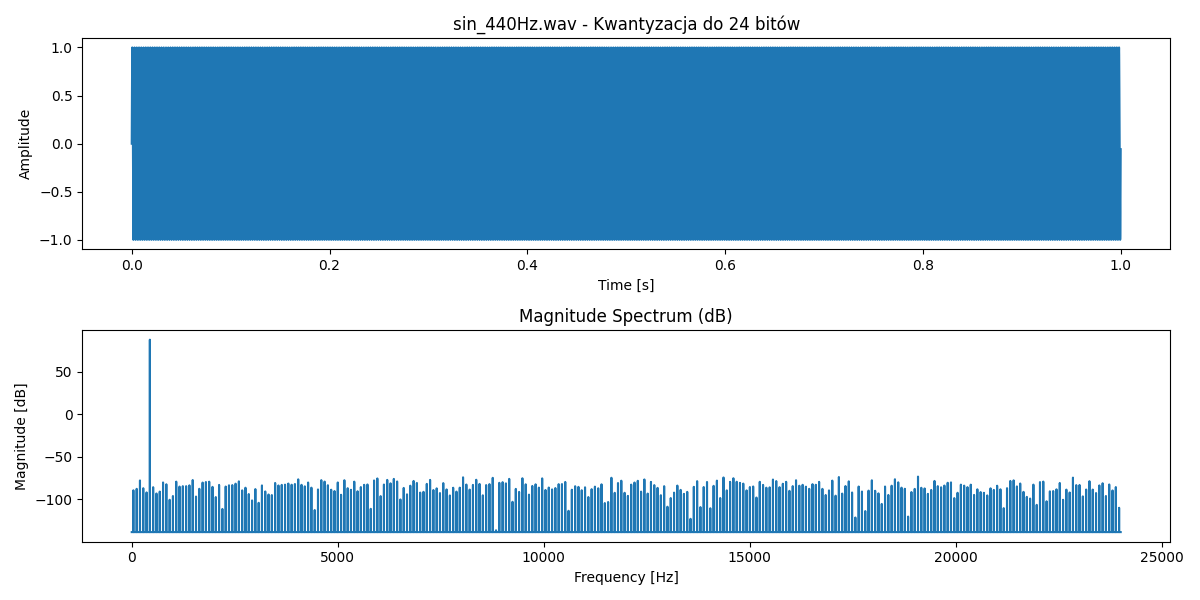 sin_440Hz.wav - Kwantyzacja do 24 bitów
1.0
0.5
0.0
−0.5
−1.0
Amplitude
0.0 0.2 0.4 0.6 0.8 1.0
Time [s]
Magnitude Spectrum (dB)
50
0
−50
−100
Magnitude [dB]
0 5000 10000 15000 20000 25000
Frequency [Hz]